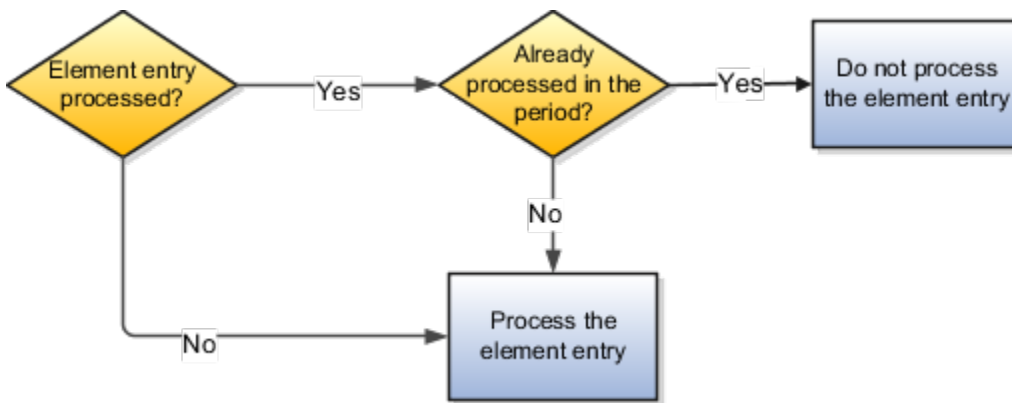 Element entry
processed?
Yes
Already
processed in the
period?
Yes
Do not process
the element entry
No
No
Process the
element entry